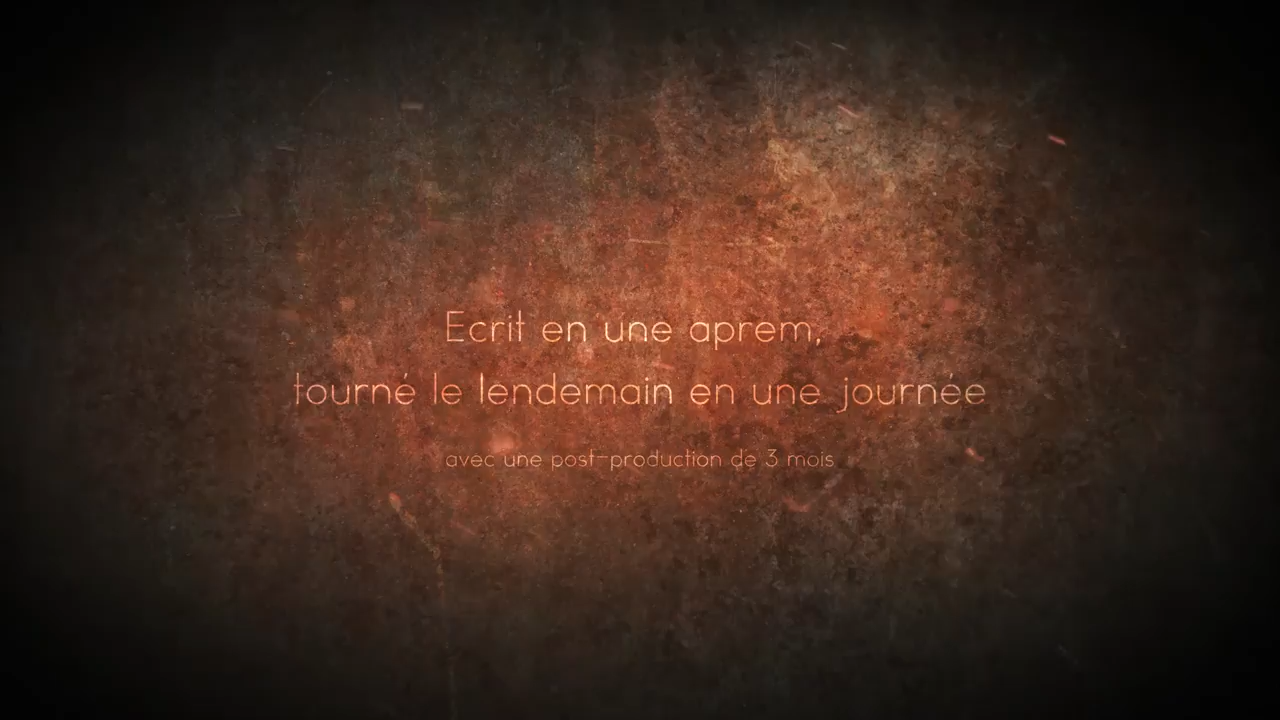 Ecrit en une aprem,
tourné le lendemain en une journée
avec une post-production de 3 mois